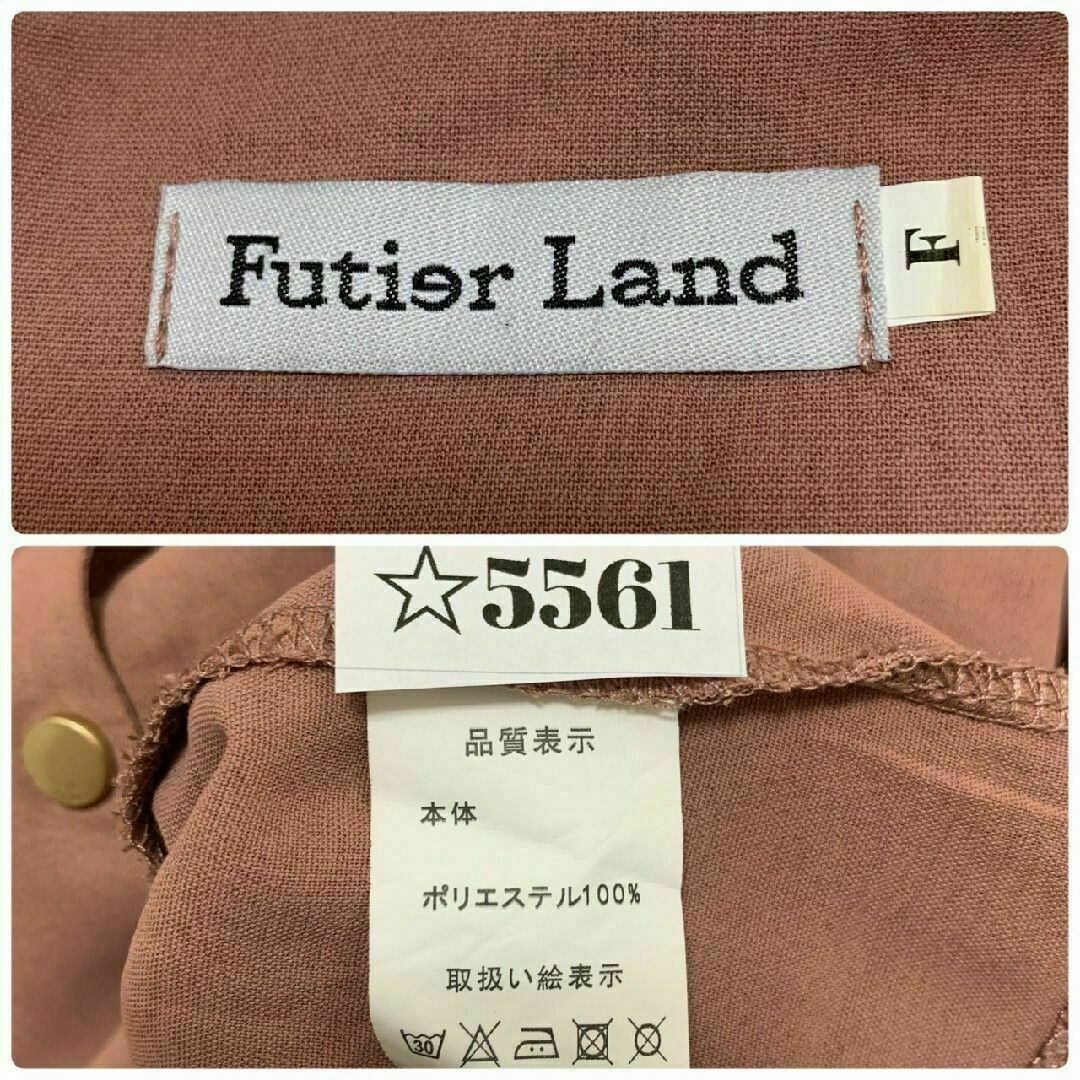 Futier Land
F
☆5561
品質表示
本体
ポリエステル100%
取扱い絵表示
30